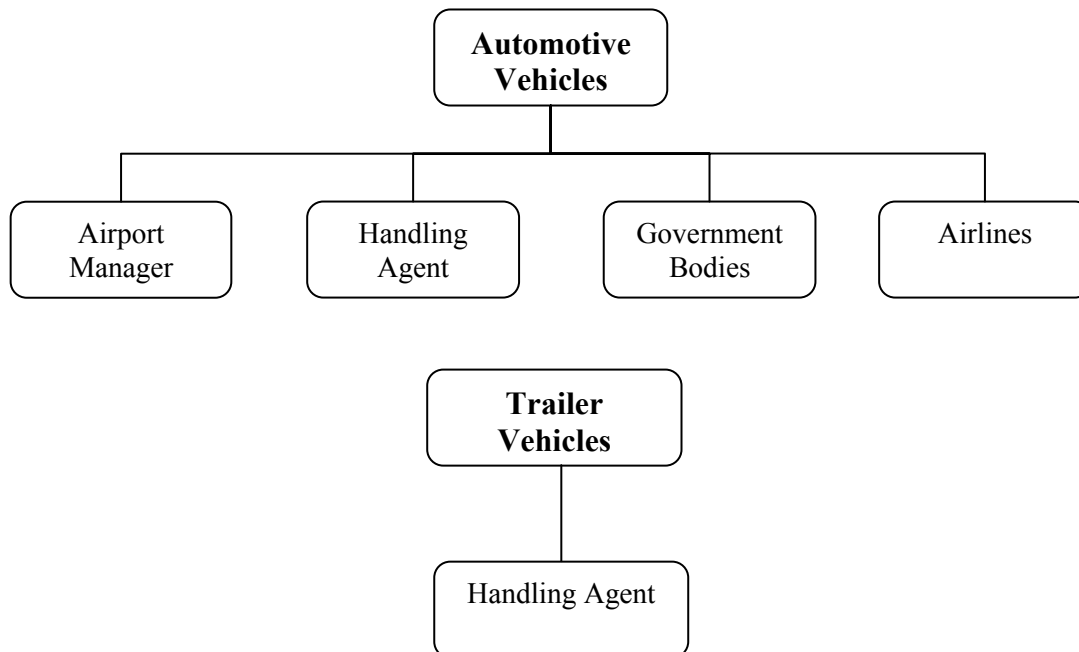 Automotive
Vehicles
Airport
Manager
Handling
Agent
Government
Bodies
Airlines
Trailer
Vehicles
Handling Agent